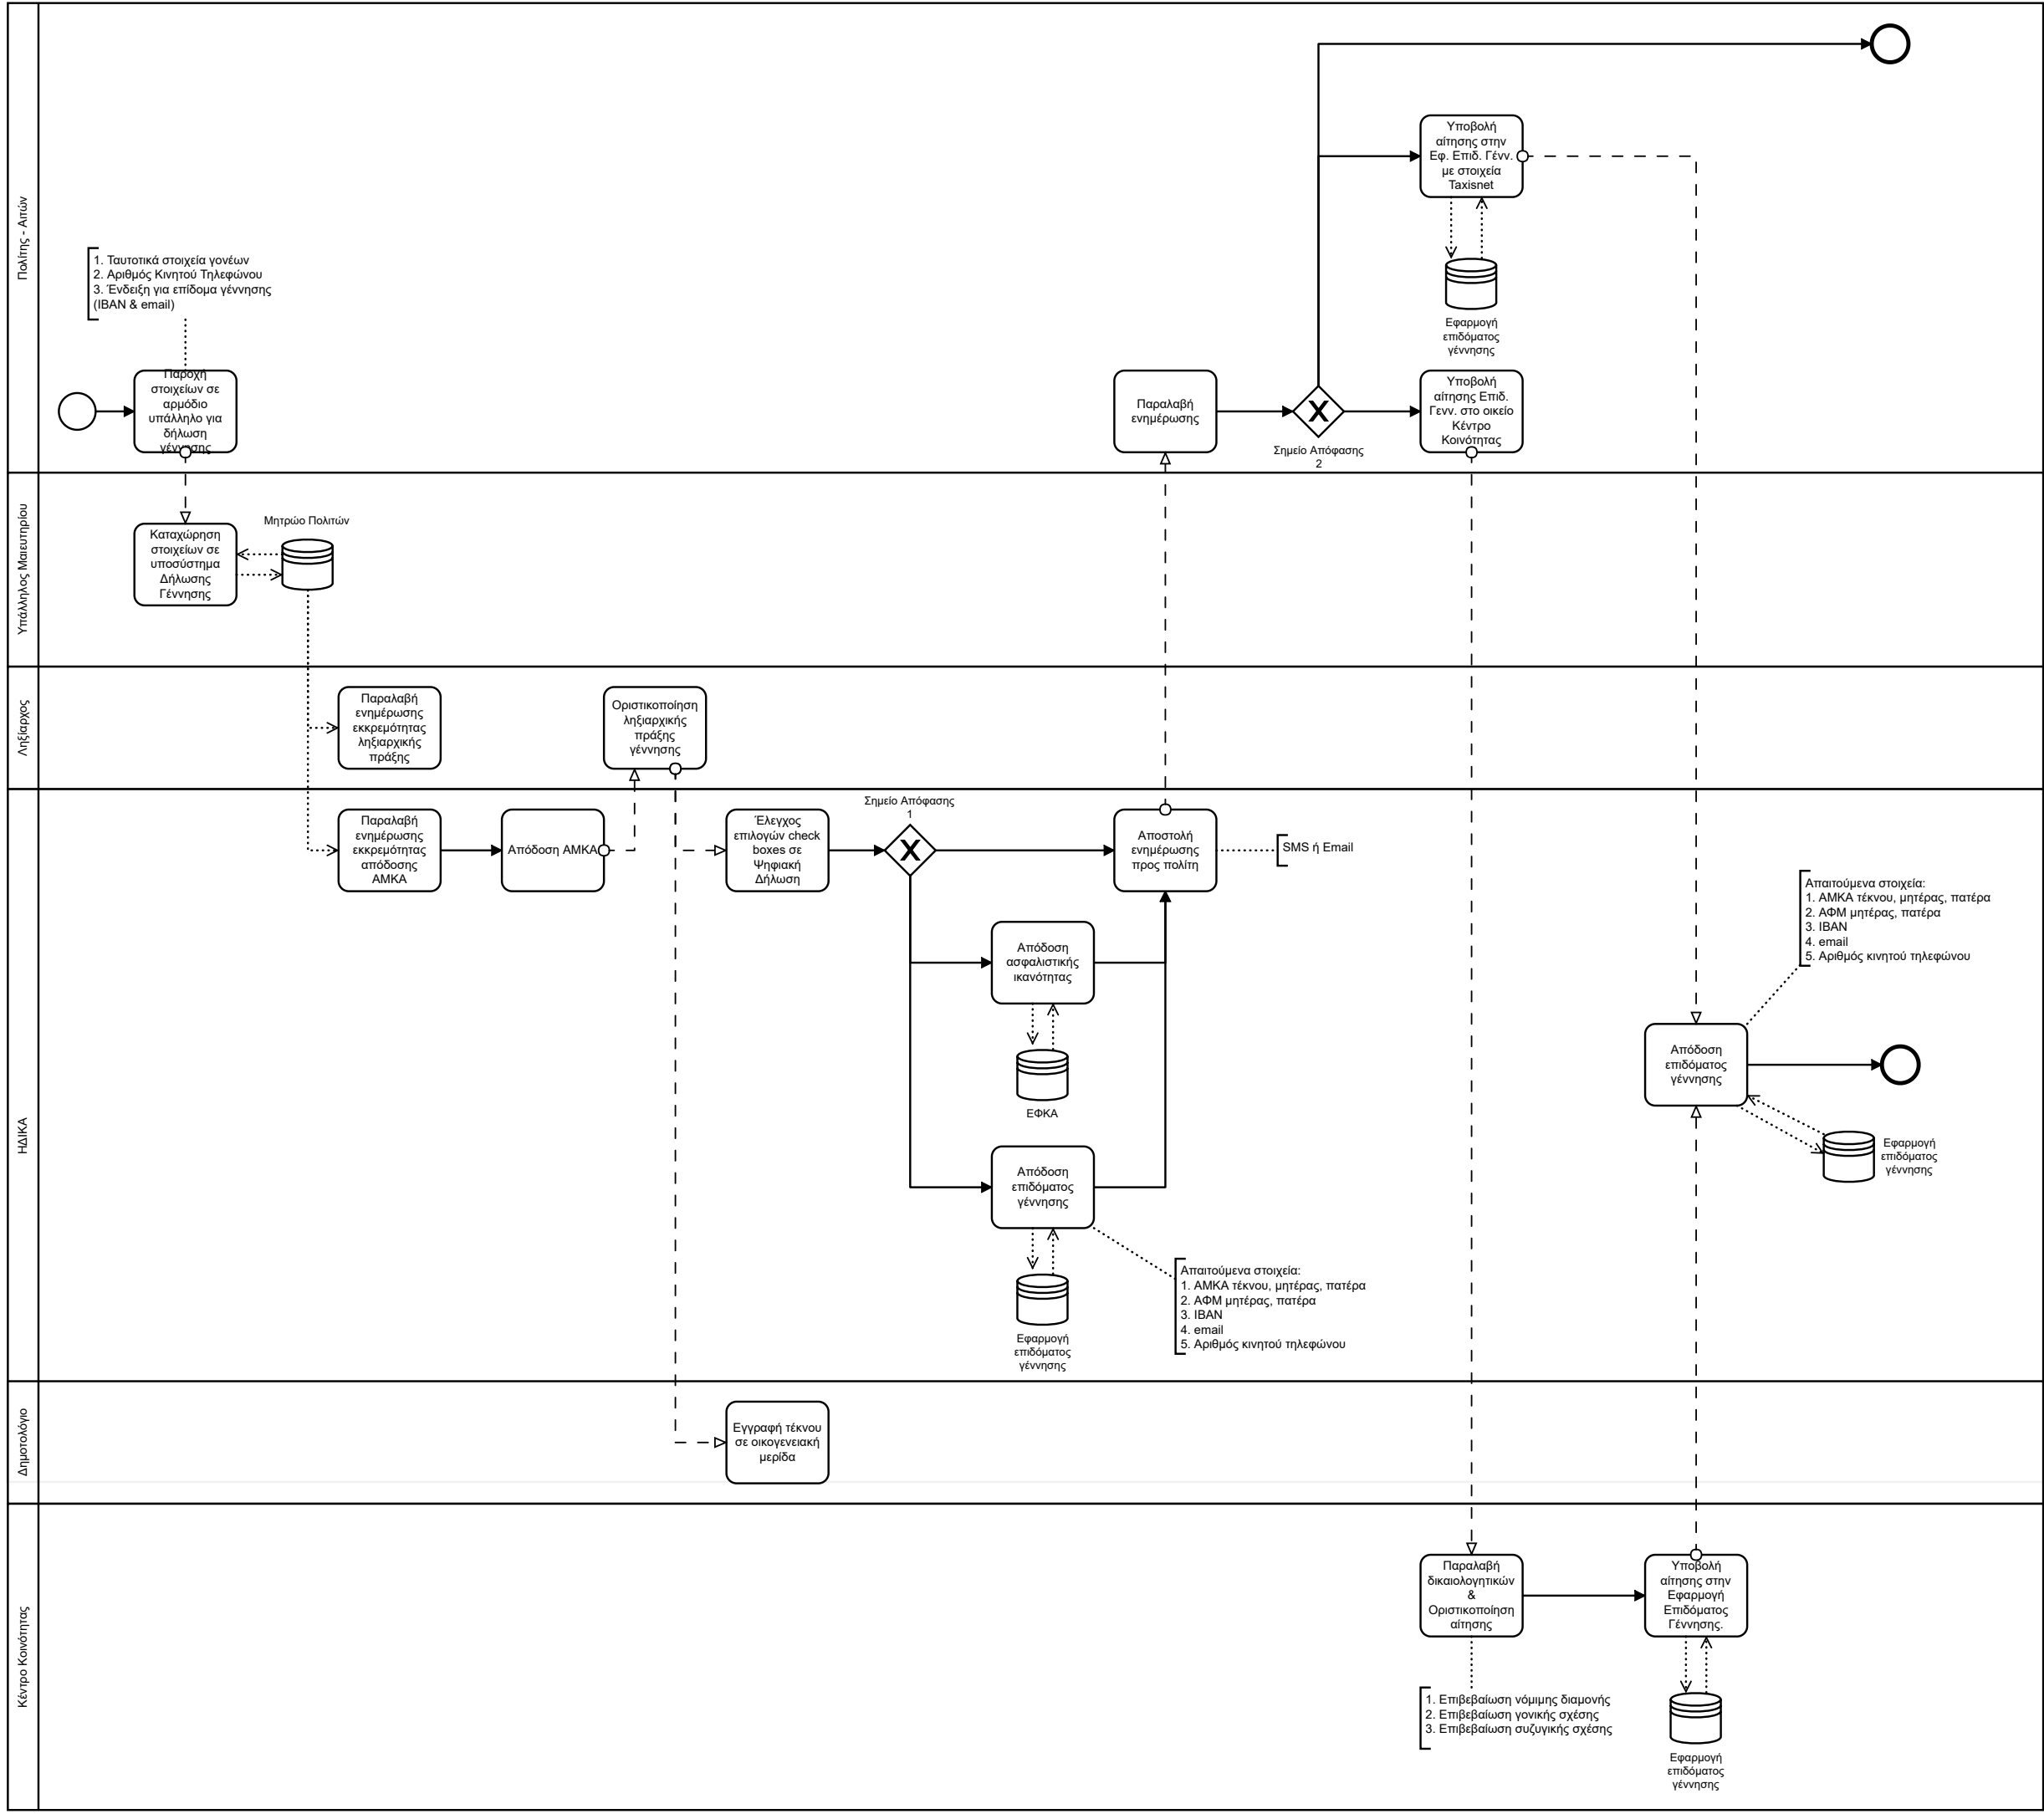 Πολίτης - Αιτών
1. Ταυτοτικά στοιχεία γονέων
2. Αριθμός Κινητού Τηλεφώνου
3. Ένδειξη για επίδομα γέννησης
(IBAN & email)
Παροχή
στοιχείων σε
αρμόδιο
υπάλληλο για
δήλωση
γέννησης
Παραλαβή
ενημέρωσης
Σημείο Απόφασης
2
Υποβολή
αίτησης στην
Εφ. Επιδ. Γένν.
με στοιχεία
Taxisnet
Εφαρμογή
επιδόματος
γέννησης
Υποβολή
αίτησης Επιδ.
Γενν. στο οικείο
Κέντρο
Κοινότητας
Υπάλληλος Μαιευτηρίου
Καταχώρηση
στοιχείων σε
υποσύστημα
Δήλωσης
Γέννησης
Μητρώο Πολιτών
Ληξίαρχος
Παραλαβή
ενημέρωσης
εκκρεμότητας
ληξιαρχικής
πράξης
Οριστικοποίηση
ληξιαρχικής
πράξης
γέννησης
ΗΔΙΚΑ
Παραλαβή
ενημέρωσης
εκκρεμότητας
απόδοσης
ΑΜΚΑ
Απόδοση ΑΜΚΑ
Έλεγχος
επιλογών check
boxes σε
Ψηφιακή
Δήλωση
Σημείο Απόφασης
1
Αποστολή
ενημέρωσης
προς πολίτη
SMS ή Email
Απόδοση
ασφαλιστικής
ικανότητας
ΕΦΚΑ
Απόδοση
επιδόματος
γέννησης
Εφαρμογή
επιδόματος
γέννησης
Απαιτούμενα στοιχεία:
1. ΑΜΚΑ τέκνου, μητέρας, πατέρα
2. ΑΦΜ μητέρας, πατέρα
3. IBAN
4. email
5. Αριθμός κινητού τηλεφώνου
Απαιτούμενα στοιχεία:
1. ΑΜΚΑ τέκνου, μητέρας, πατέρα
2. ΑΦΜ μητέρας, πατέρα
3. IBAN
4. email
5. Αριθμός κινητού τηλεφώνου
Απόδοση
επιδόματος
γέννησης
Εφαρμογή
επιδόματος
γέννησης
Δημοτολόγιο
Εγγραφή τέκνου
σε οικογενειακή
μερίδα
Κέντρο Κοινότητας
Παραλαβή
δικαιολογητικών
&
Οριστικοποίηση
αίτησης
1. Επιβεβαίωση νόμιμης διαμονής
2. Επιβεβαίωση γονικής σχέσης
3. Επιβεβαίωση συζυγικής σχέσης
Υποβολή
αίτησης στην
Εφαρμογή
Επιδόματος
Γέννησης.
Εφαρμογή
επιδόματος
γέννησης